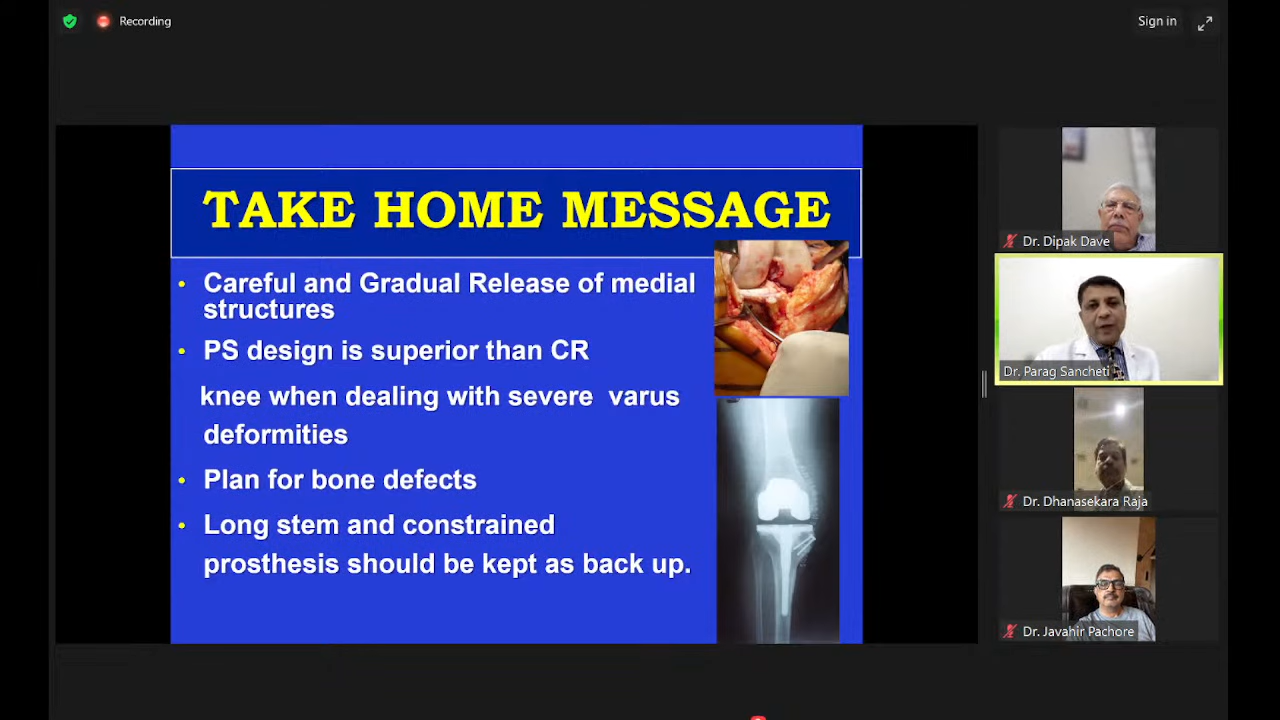 Recording
Sign in
TAKE HOME MESSAGE
• Careful and Gradual Release of medial
structures
• PS design is superior than CR
knee when dealing with severe varus
deformities
• Plan for bone defects
• Long stem and constrained
prosthesis should be kept as back up.
Dr. Dipak Dave
Dr. Parag Sancheti
Dr. Dhanasekara Raja
Dr. Javahir Pachore